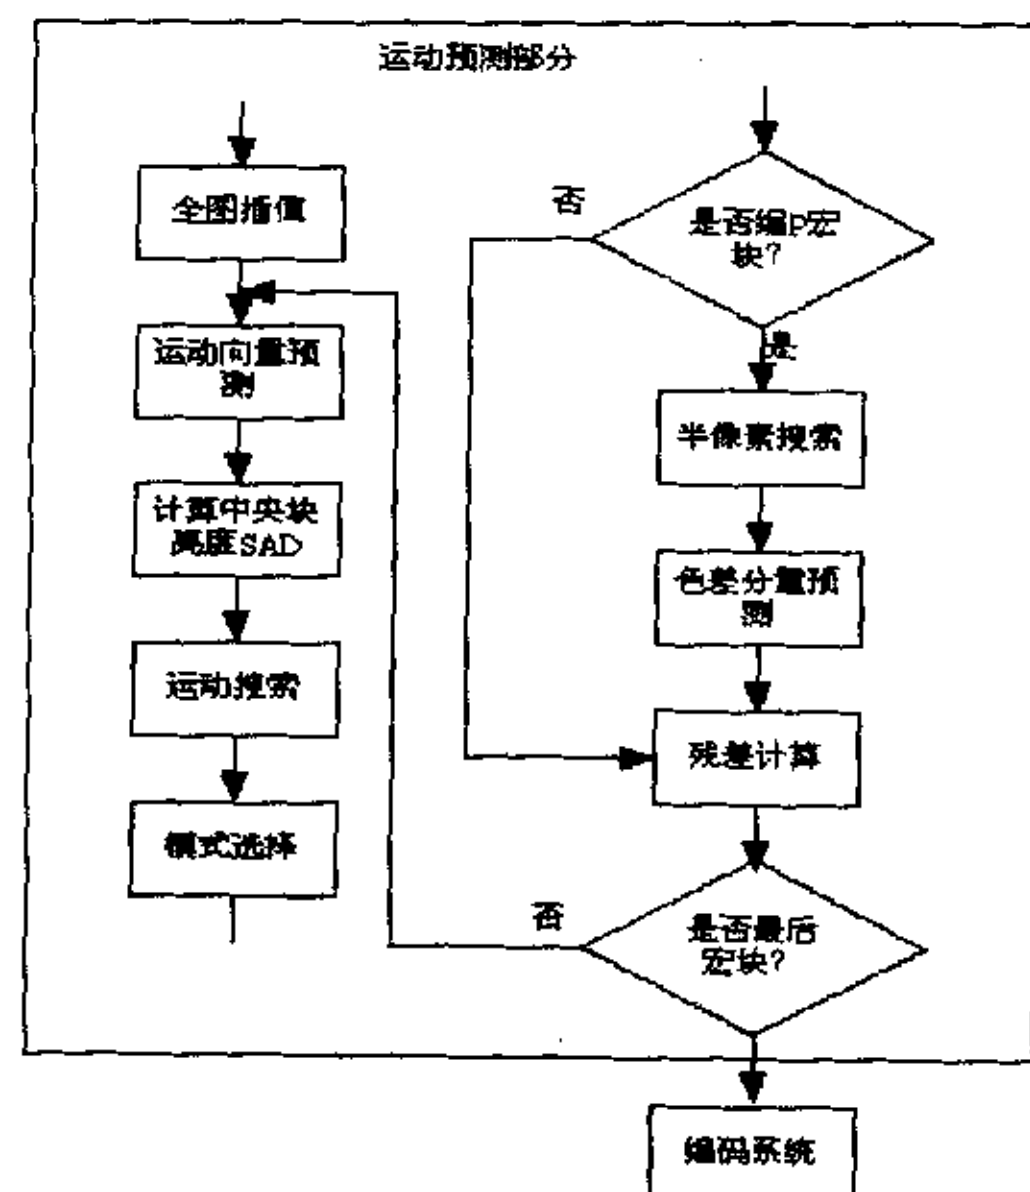 运动预测部分
全图插值
运动向量预
测
计算中央块
亮度SAD
运动搜索
模式选择
是否编P宏
块?
否
是
半像素搜索
色差分量预
测
残差计算
是否最后
宏块?
否
编码系统